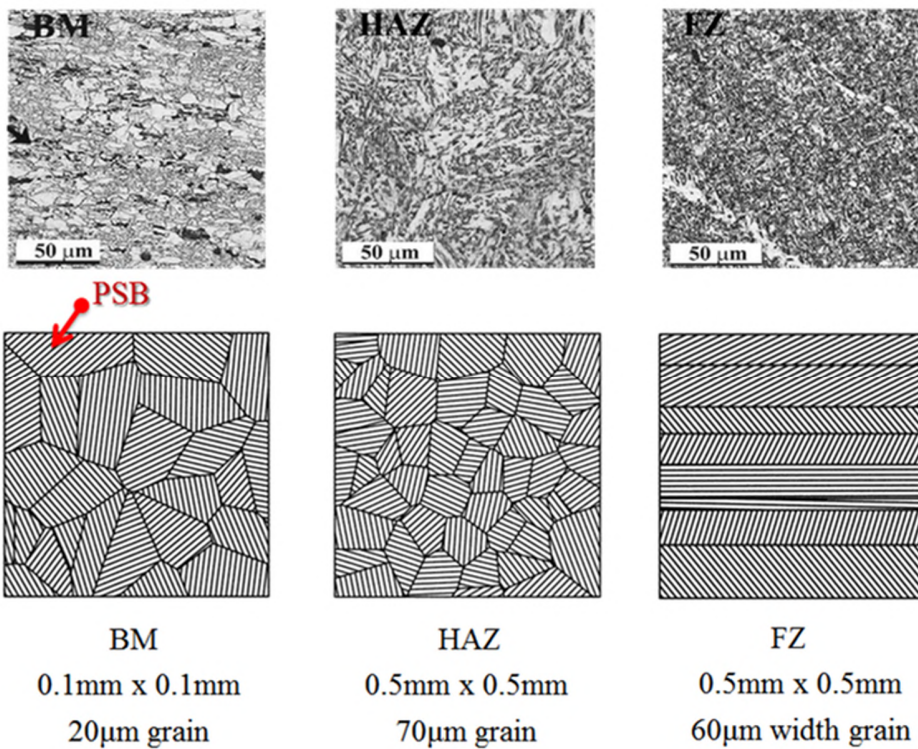 BM
HAZ
FZ
50 μm
50 μm
50 μm
PSB
BM
HAZ
FZ
0.1mm x 0.1mm
0.5mm x 0.5mm
0.5mm x 0.5mm
20μm grain
70μm grain
60μm width grain